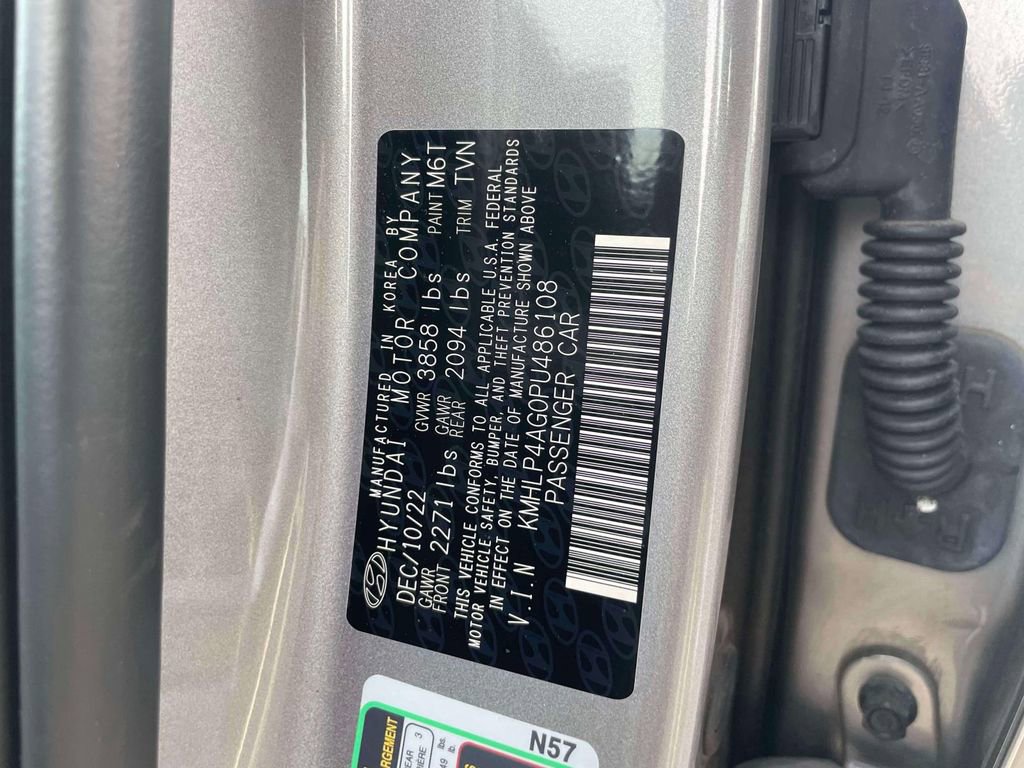 MANUFACTURED IN KOREA BY
HYUNDAI MOTOR COMPANY
DEC/10/22 GVWR 3858 lbs PAINT M6T
GAWR FRONT 2271 lbs GAWR REAR 2094 lbs TRIM TVN
THIS VEHICLE CONFORMS TO ALL APPLICABLE U.S.A. FEDERAL
MOTOR VEHICLE SAFETY, BUMPER, AND THEFT PREVENTION STANDARDS
IN EFFECT ON THE DATE OF MANUFACTURE SHOWN ABOVE
V.I.N KMHLP4AG0PU486108
PASSENGER CAR
N57